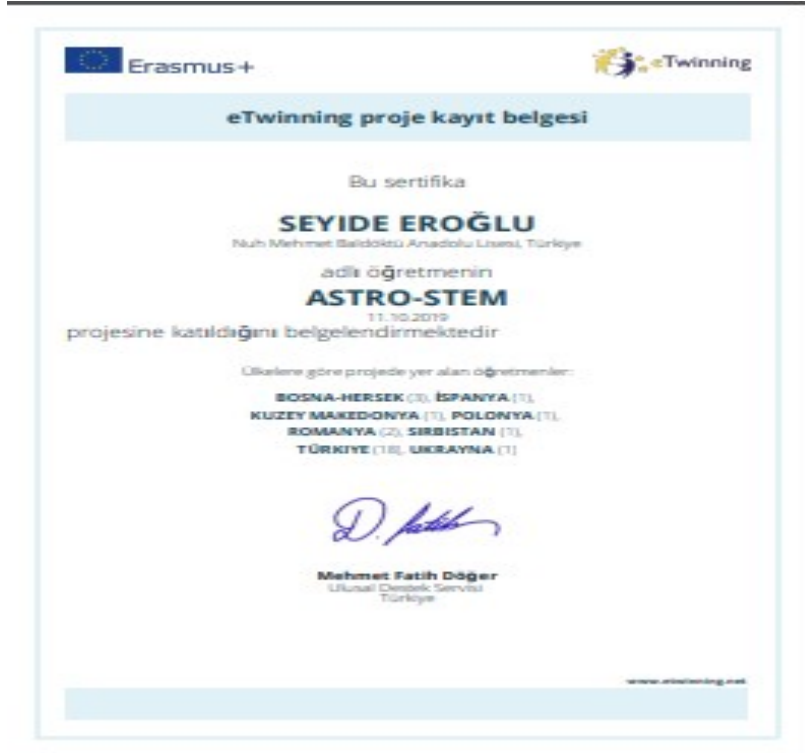 Erasmus+
eTwinning
eTwinning proje kayıt belgesi
Bu sertifika
SEYIDE EROĞLU
Nuh Mehmet Baldöktü Anadolu Lisesi, Türkiye
adlı öğretmenin
ASTRO-STEM
11.10.2019
projesine katıldığını belgelendirmektedir
Ülkelere göre projede yer alan öğretmenler:
BOSNA-HERSEK (3), İSPANYA (1),
KUZEY MAKEDONYA (1), POLONYA (1),
ROMANYA (2), SIRBISTAN (1),
TÜRKIYE (18), UKRAYNA (1)
D. Fatih
Mehmet Fatih Döğer
Ulusal Destek Servisi
Türkiye
www.etwinning.net